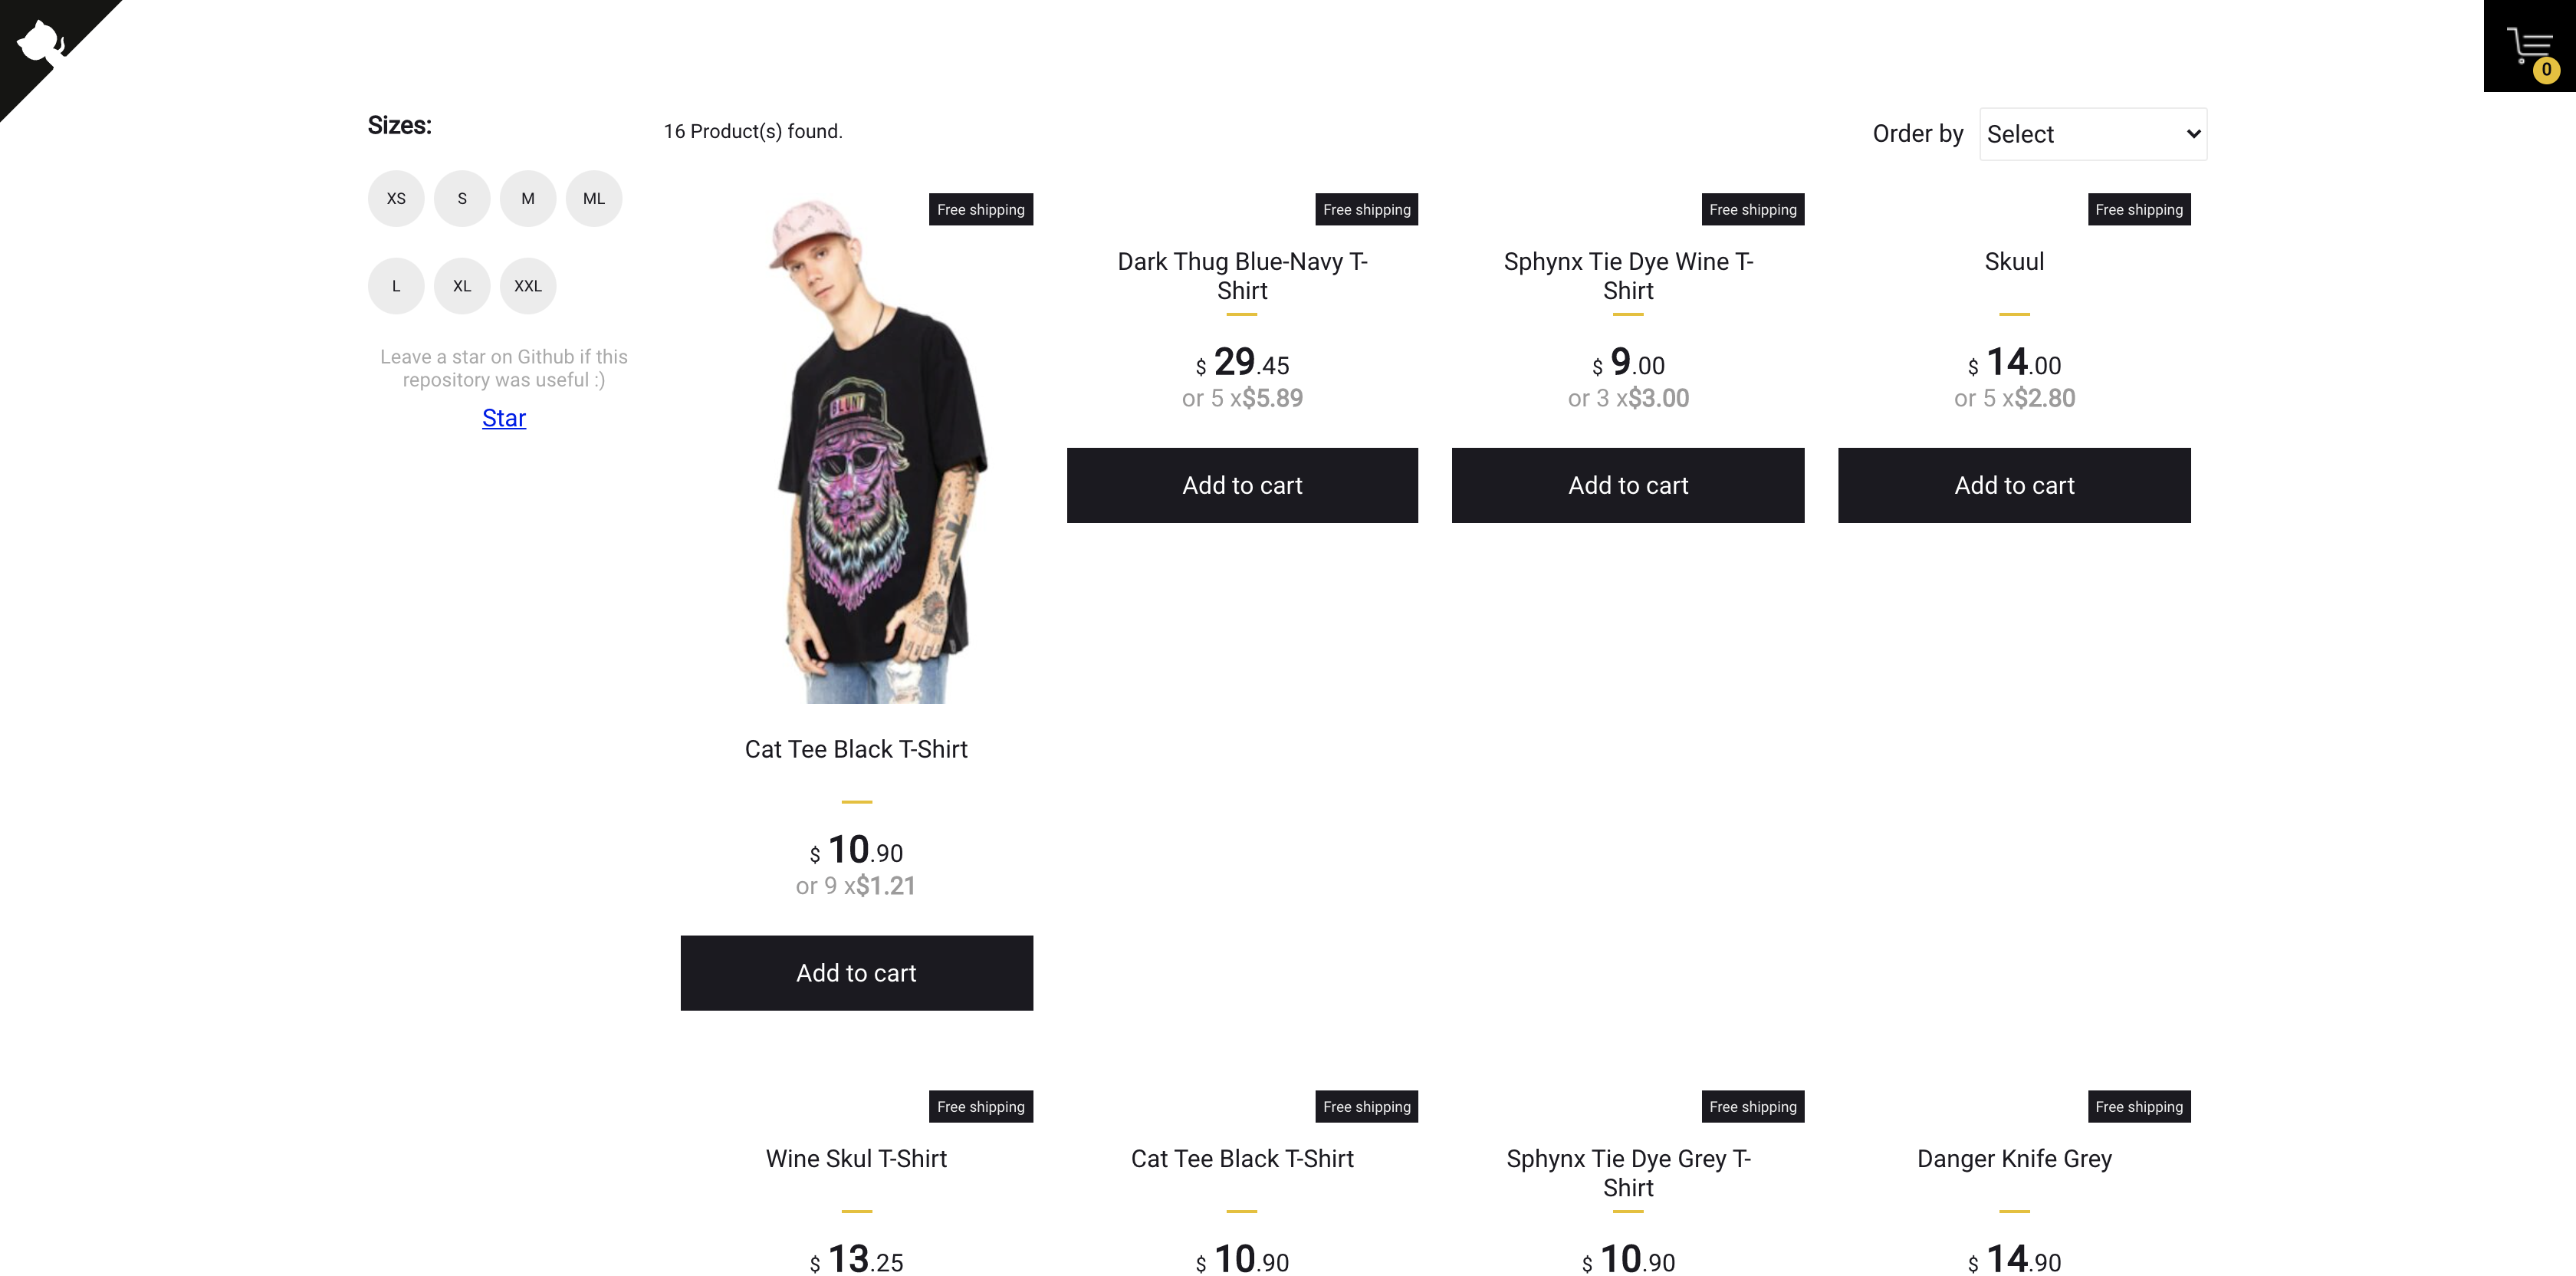 0
Sizes:
16 Product(s) found.
Order by
Select
XS
S
M
ML
L
XL
XXL
Leave a star on Github if this
repository was useful :)
Star
Free shipping
BLUNT
Cat Tee Black T-Shirt
$ 10.90
or 9 x$1.21
Add to cart
Free shipping
Dark Thug Blue-Navy T-
Shirt
$ 29.45
or 5 x$5.89
Add to cart
Free shipping
Sphynx Tie Dye Wine T-
Shirt
$ 9.00
or 3 x$3.00
Add to cart
Free shipping
Skuul
$ 14.00
or 5 x$2.80
Add to cart
Free shipping
Wine Skul T-Shirt
$ 13.25
Free shipping
Cat Tee Black T-Shirt
$ 10.90
Free shipping
Sphynx Tie Dye Grey T-
Shirt
$ 10.90
Free shipping
Danger Knife Grey
$ 14.90